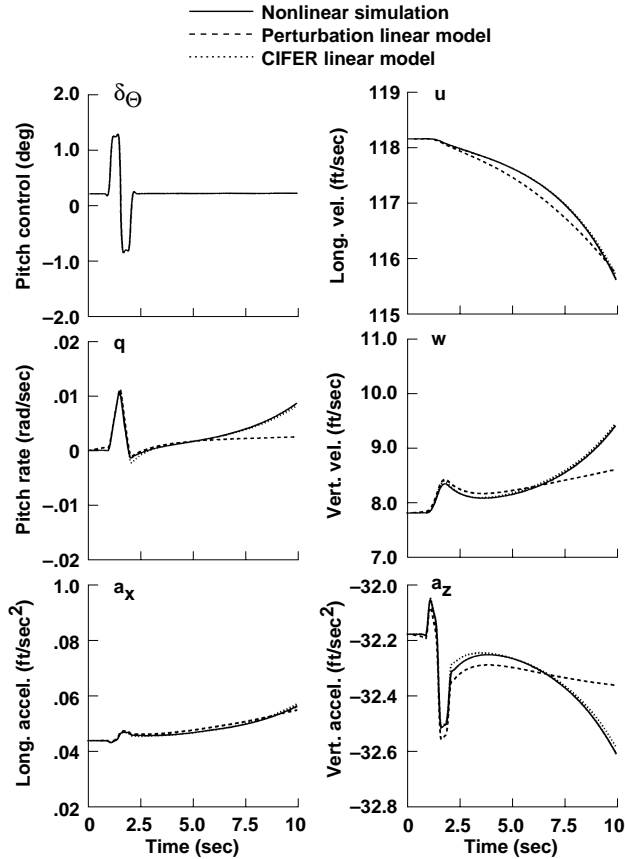 Nonlinear simulation
Perturbation linear model
CIFER linear model
δΘ
Pitch control (deg)
2.0
1.0
0
–1.0
–2.0
u
Long. vel. (ft/sec)
119
118
117
116
115
q
Pitch rate (rad/sec)
.02
.01
0
–.01
–.02
w
Vert. vel. (ft/sec)
11.0
10.0
9.0
8.0
7.0
ax
Long. accel. (ft/sec2)
1.0
.08
.06
.04
.02
0 2.5 5.0 7.5 10
Time (sec)
az
Vert. accel. (ft/sec2)
–32.0
–32.2
–32.4
–32.6
–32.8
0 2.5 5.0 7.5 10
Time (sec)